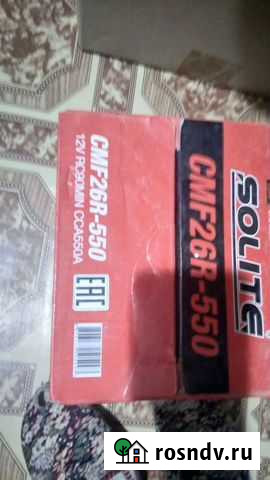 CMF26R-550
12V RC90MIN CCA550A
EAC
CMF26R-550
SOLITE
rosndv.ru